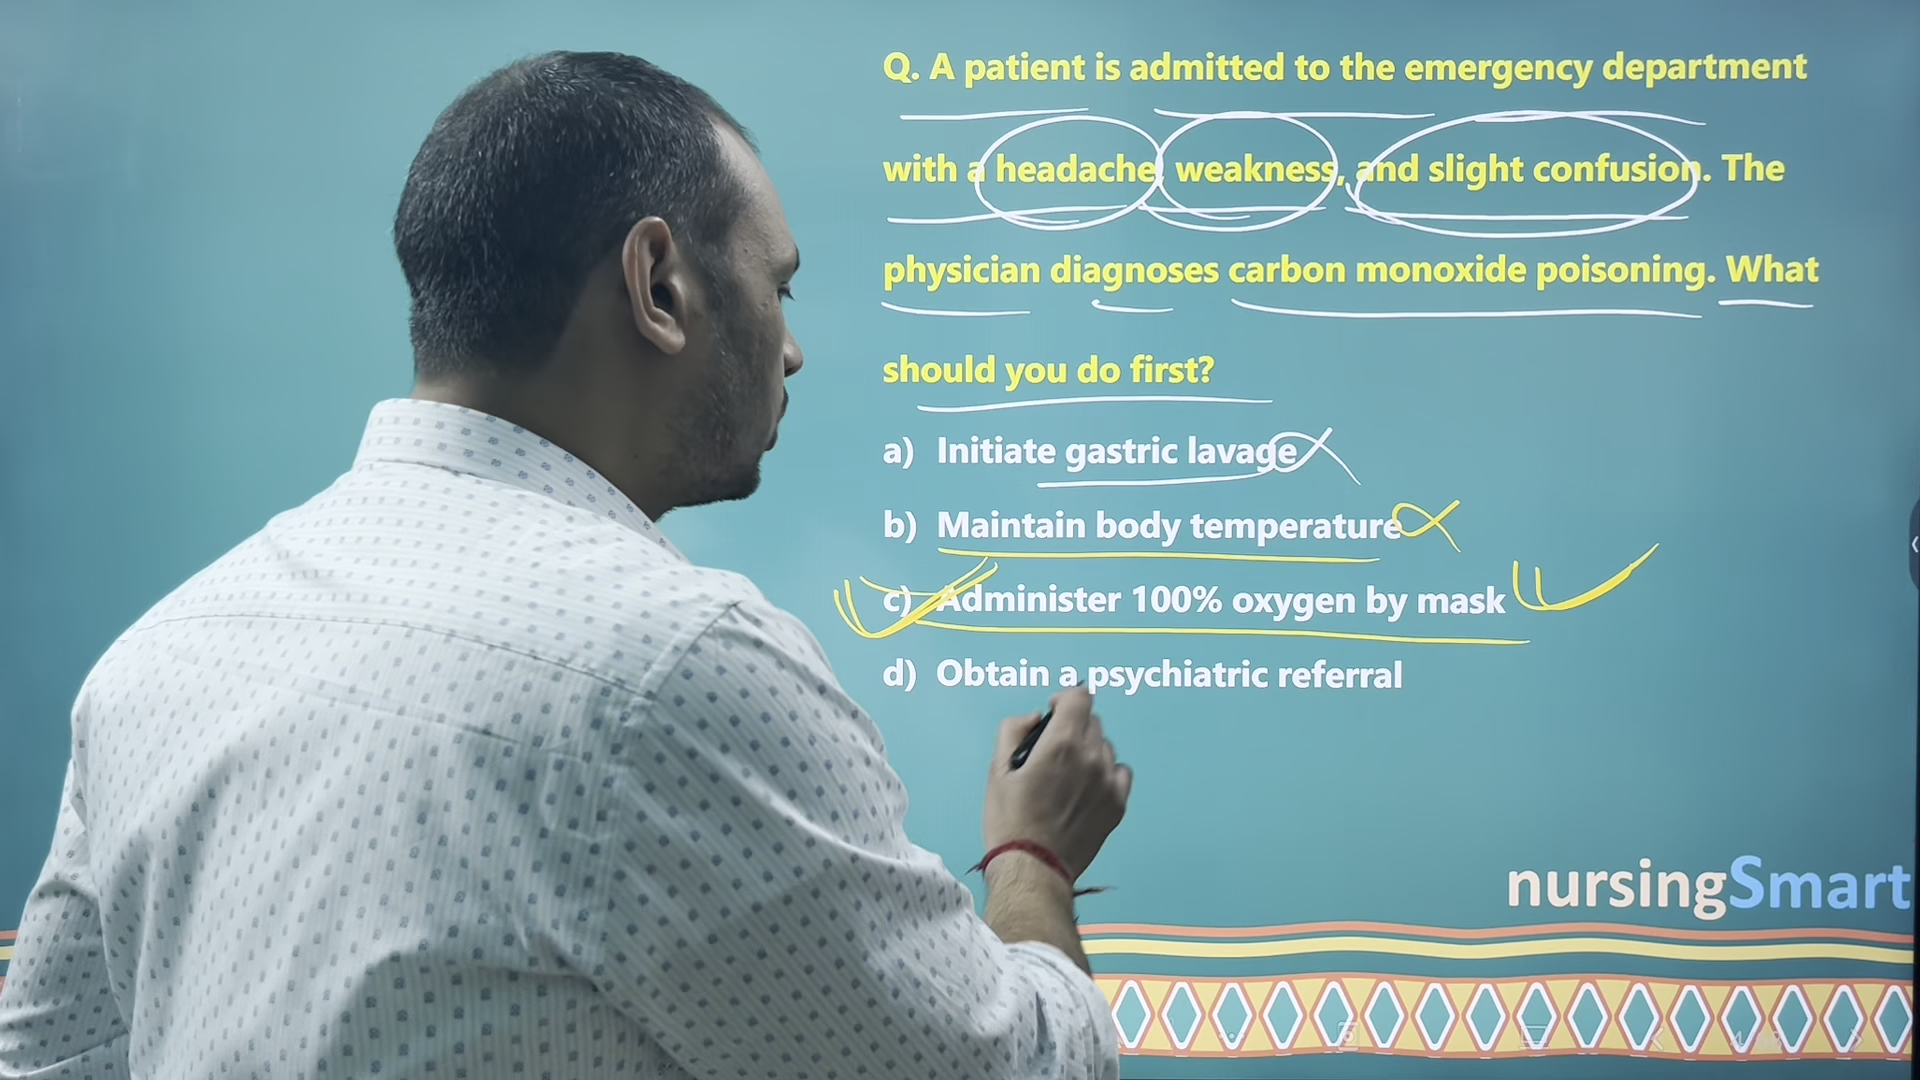 Q. A patient is admitted to the emergency department
with a headache, weakness, and slight confusion. The
physician diagnoses carbon monoxide poisoning. What
should you do first?
a) Initiate gastric lavage
b) Maintain body temperature
c) Administer 100% oxygen by mask
d) Obtain a psychiatric referral
nursingSmart